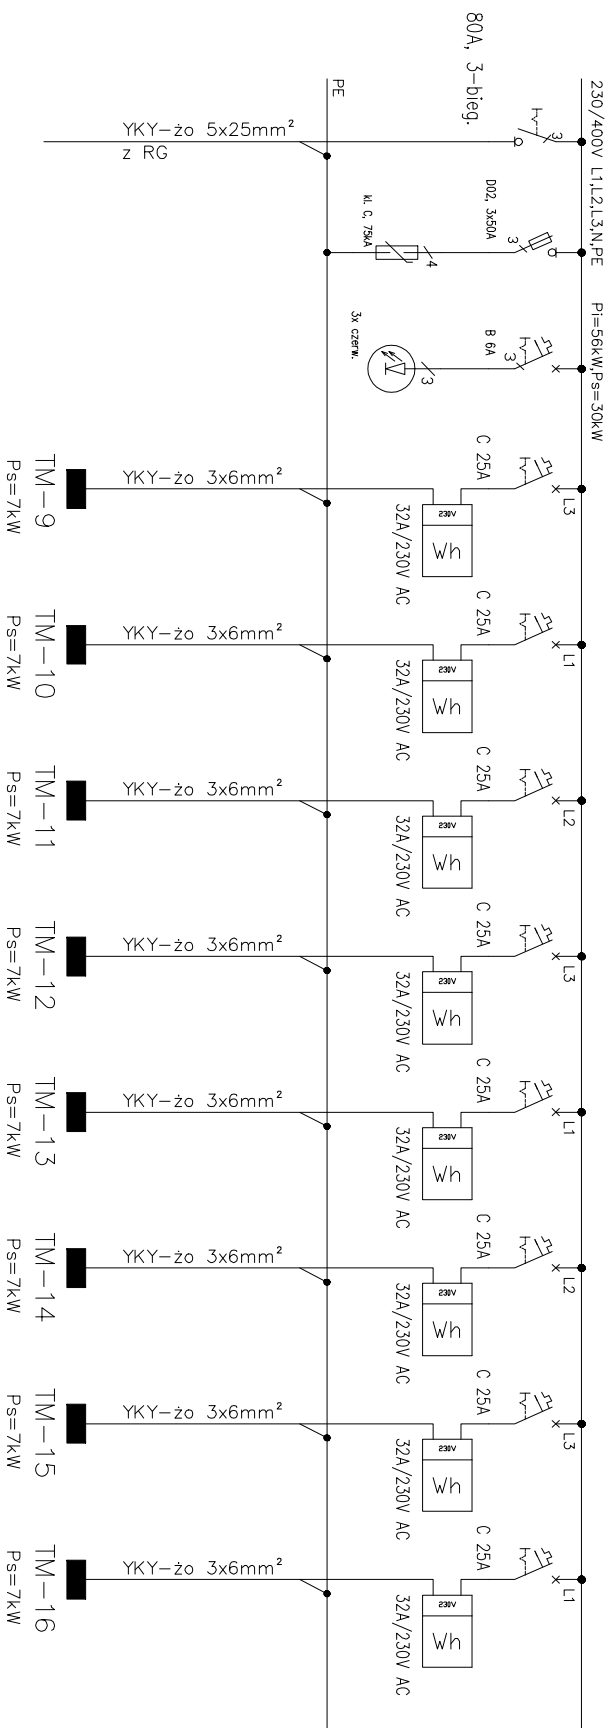 230/400V L1,L2,L3,N,PE
Pi=56kW,Ps=30kW
80A, 3-bieg.
3
PE
YKY-żo 5x25mm²
z RG
D02, 3x50A
3
4
kl. C, 75kA
B 6A
3
3
3x czerw.
L3
C 25A
230V
Wh
32A/230V AC
YKY-żo 3x6mm²
TM-9
Ps=7kW
L1
C 25A
230V
Wh
32A/230V AC
YKY-żo 3x6mm²
TM-10
Ps=7kW
L2
C 25A
230V
Wh
32A/230V AC
YKY-żo 3x6mm²
TM-11
Ps=7kW
L3
C 25A
230V
Wh
32A/230V AC
YKY-żo 3x6mm²
TM-12
Ps=7kW
L1
C 25A
230V
Wh
32A/230V AC
YKY-żo 3x6mm²
TM-13
Ps=7kW
L2
C 25A
230V
Wh
32A/230V AC
YKY-żo 3x6mm²
TM-14
Ps=7kW
L3
C 25A
230V
Wh
32A/230V AC
YKY-żo 3x6mm²
TM-15
Ps=7kW
L1
C 25A
230V
Wh
32A/230V AC
YKY-żo 3x6mm²
TM-16
Ps=7kW